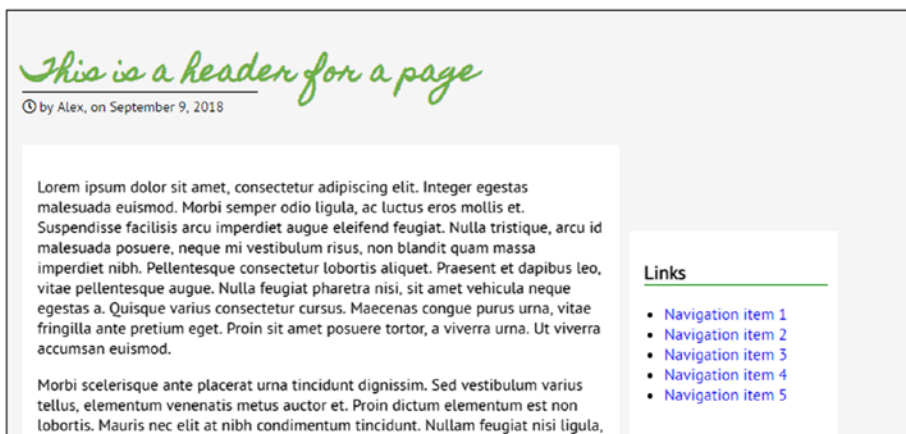 This is a header for a page
by Alex, on September 9, 2018
Lorem ipsum dolor sit amet, consectetur adipiscing elit. Integer egestas
malesuada euismod. Morbi semper odio ligula, ac luctus eros mollis et.
Suspendisse facilisis arcu imperdiet augue eleifend feugiat. Nulla tristique, arcu id
malesuada posuere, neque mi vestibulum risus, non blandit quam massa
imperdiet nibh. Pellentesque consectetur lobortis aliquet. Praesent et dapibus leo,
vitae pellentesque augue. Nulla feugiat pharetra nisi, sit amet vehicula neque
egestas a. Quisque varius consectetur cursus. Maecenas congue purus urna, vitae
fringilla ante pretium eget. Proin sit amet posuere tortor, a viverra urna. Ut viverra
accumsan euismod.
Morbi scelerisque ante placerat urna tincidunt dignissim. Sed vestibulum varius
tellus, elementum venenatis metus auctor et. Proin dictum elementum est non
lobortis. Mauris nec elit at nibh condimentum tincidunt. Nullam feugiat nisi ligula,
Links
Navigation item 1
Navigation item 2
Navigation item 3
Navigation item 4
Navigation item 5